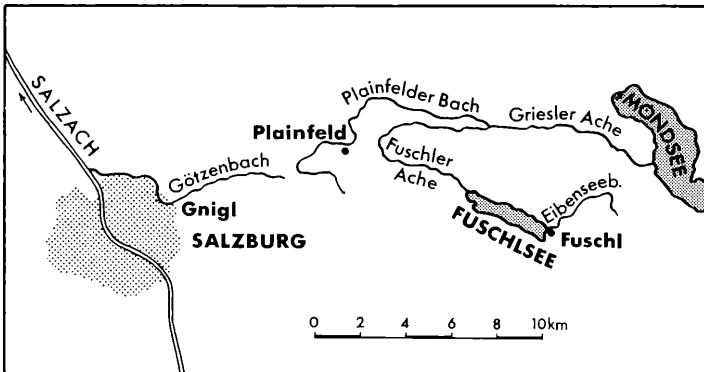 SALZACH
Plainfelder Bach
Griesler Ache
MONDSEE
Plainfeld
Fuschler
Ache
Götzenbach
Eibenseeb.
Gnigl
SALZBURG
FUSCHLSEE
Fuschl
0 2 4 6 8 10km